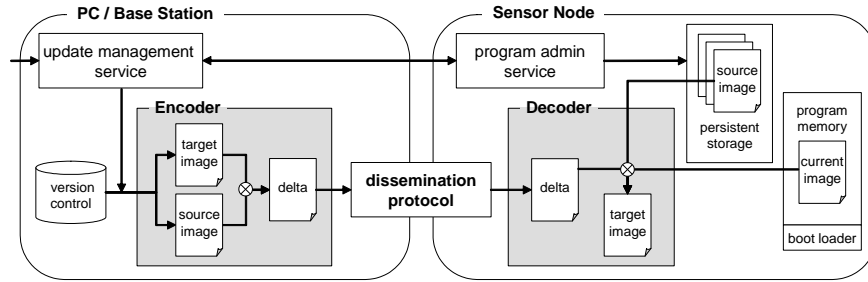 PC / Base Station
update management
service
Encoder
target
image
version
control
source
image
delta
dissemination
protocol
Sensor Node
program admin
service
source
image
persistent
storage
Decoder
delta
target
image
program
memory
current
image
boot loader